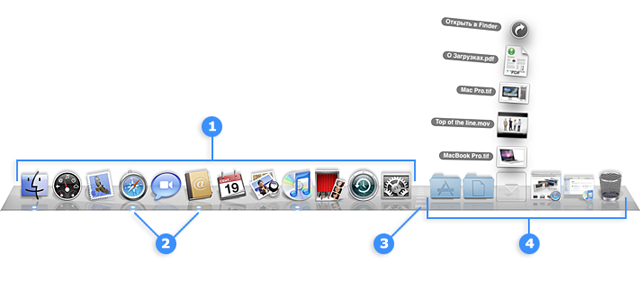 Открыть в Finder
О Загрузках.pdf
Mac Pro.tif
Top of the line.mov
MacBook Pro.tif
1
19
2
3
4